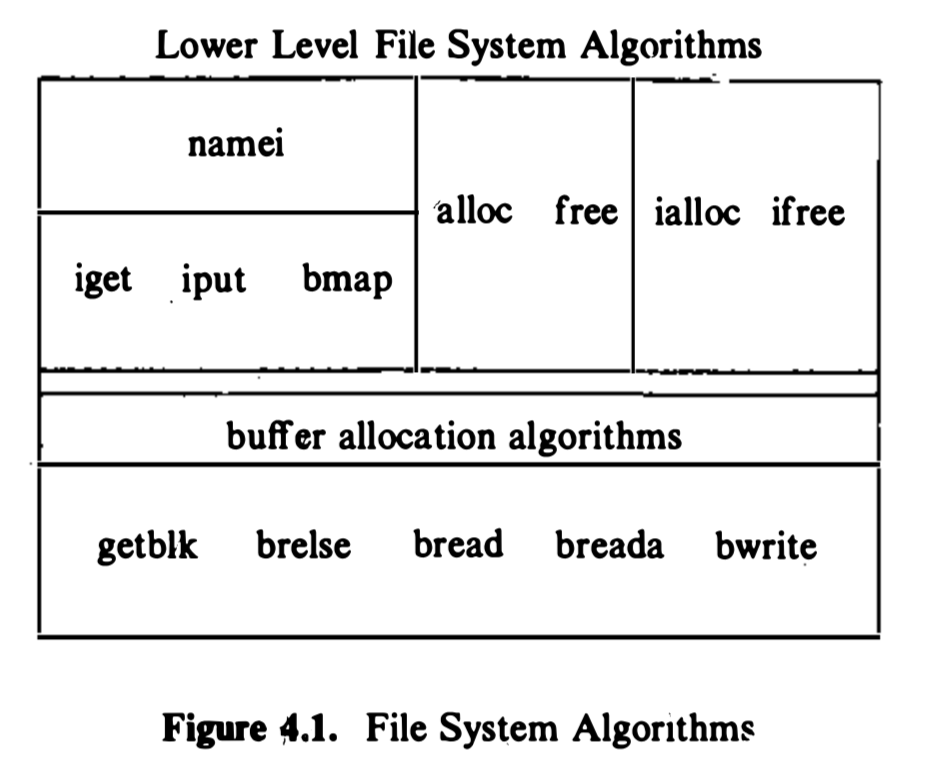 Lower Level File System Algorithms
namei
alloc free ialloc ifree
iget iput bmap
buffer allocation algorithms
getblk brelse bread breada bwrite
Figure 4.1. File System Algorithms